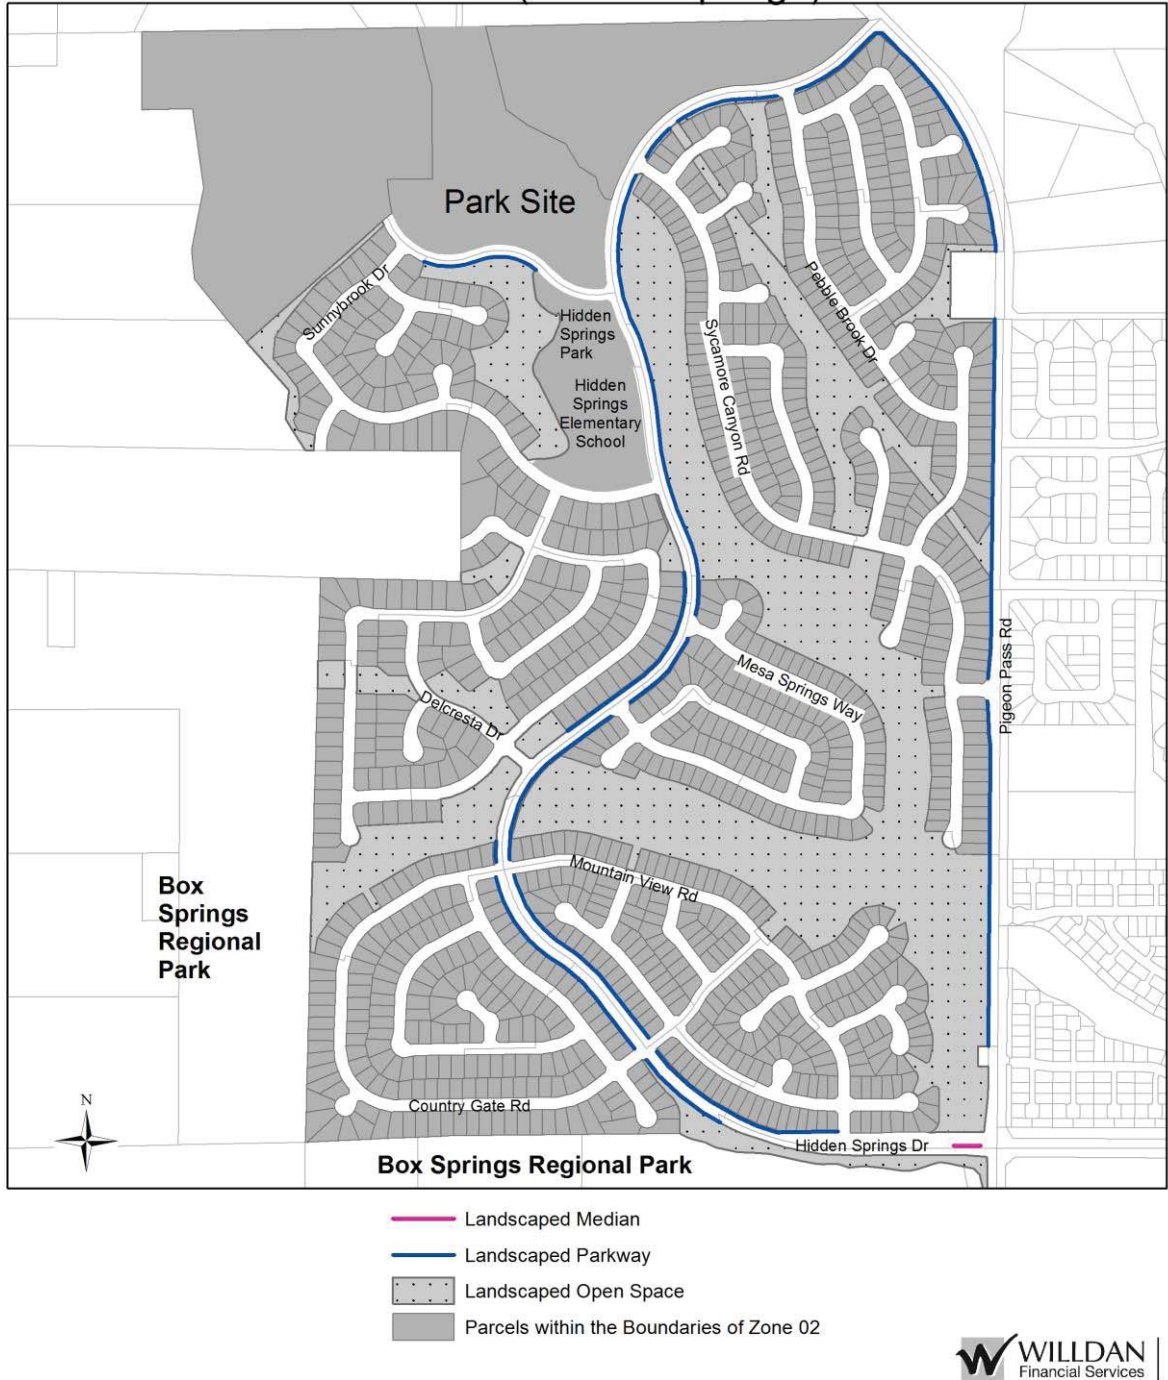 Park Site
Sunnybrook Dr
Hidden
Springs
Park
Hidden
Springs
Elementary
School
Pebble Brook Dr
Sycamore Canyon Rd
Pigeon Pass Rd
Mesa Springs Way
Delcresta Dr
Mountain View Rd
Box
Springs
Regional
Park
N
Country Gate Rd
Hidden Springs Dr
Box Springs Regional Park
Landscaped Median
Landscaped Parkway
Landscaped Open Space
Parcels within the Boundaries of Zone 02
WILLDAN
Financial Services